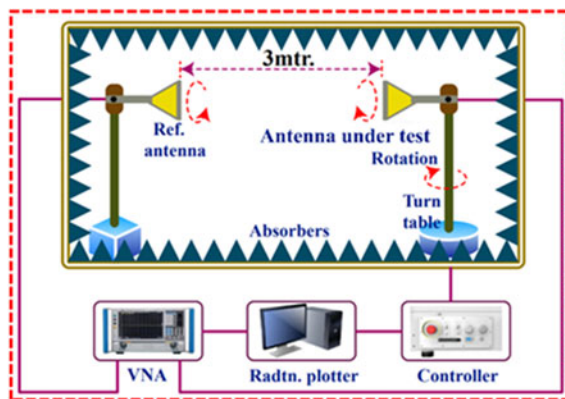 3mtr.
Ref.
antenna
Antenna under test
Rotation
Turn
table
Absorbers
VNA
Radtn. plotter
Controller